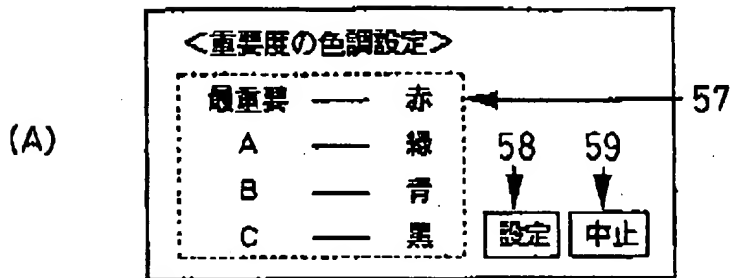 <重要度の色調設定>
最重要 — 赤 57
(A)
A — 緑 58 59
B — 青
C — 黒 設定 中止